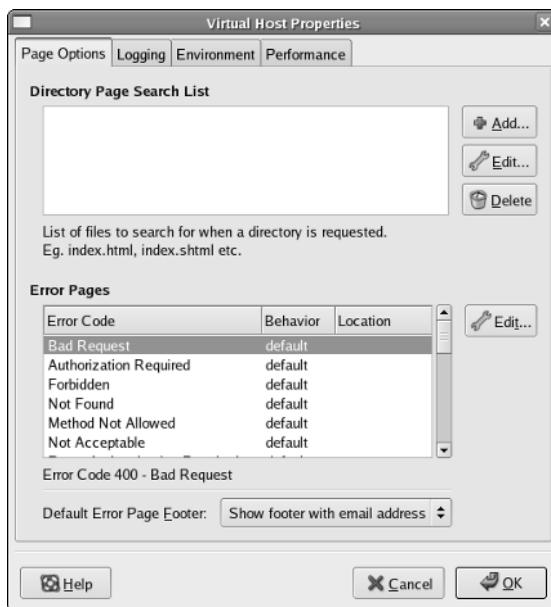 Virtual Host Properties
Page Options Logging Environment Performance
Directory Page Search List
Add...
Edit...
Delete
List of files to search for when a directory is requested.
Eg. index.html, index.shtml etc.
Error Pages
Error Code Behavior Location
Bad Request default
Authorization Required default
Forbidden default
Not Found default
Method Not Allowed default
Not Acceptable default
Edit...
Error Code 400 - Bad Request
Default Error Page Footer: Show footer with email address
Help Cancel OK